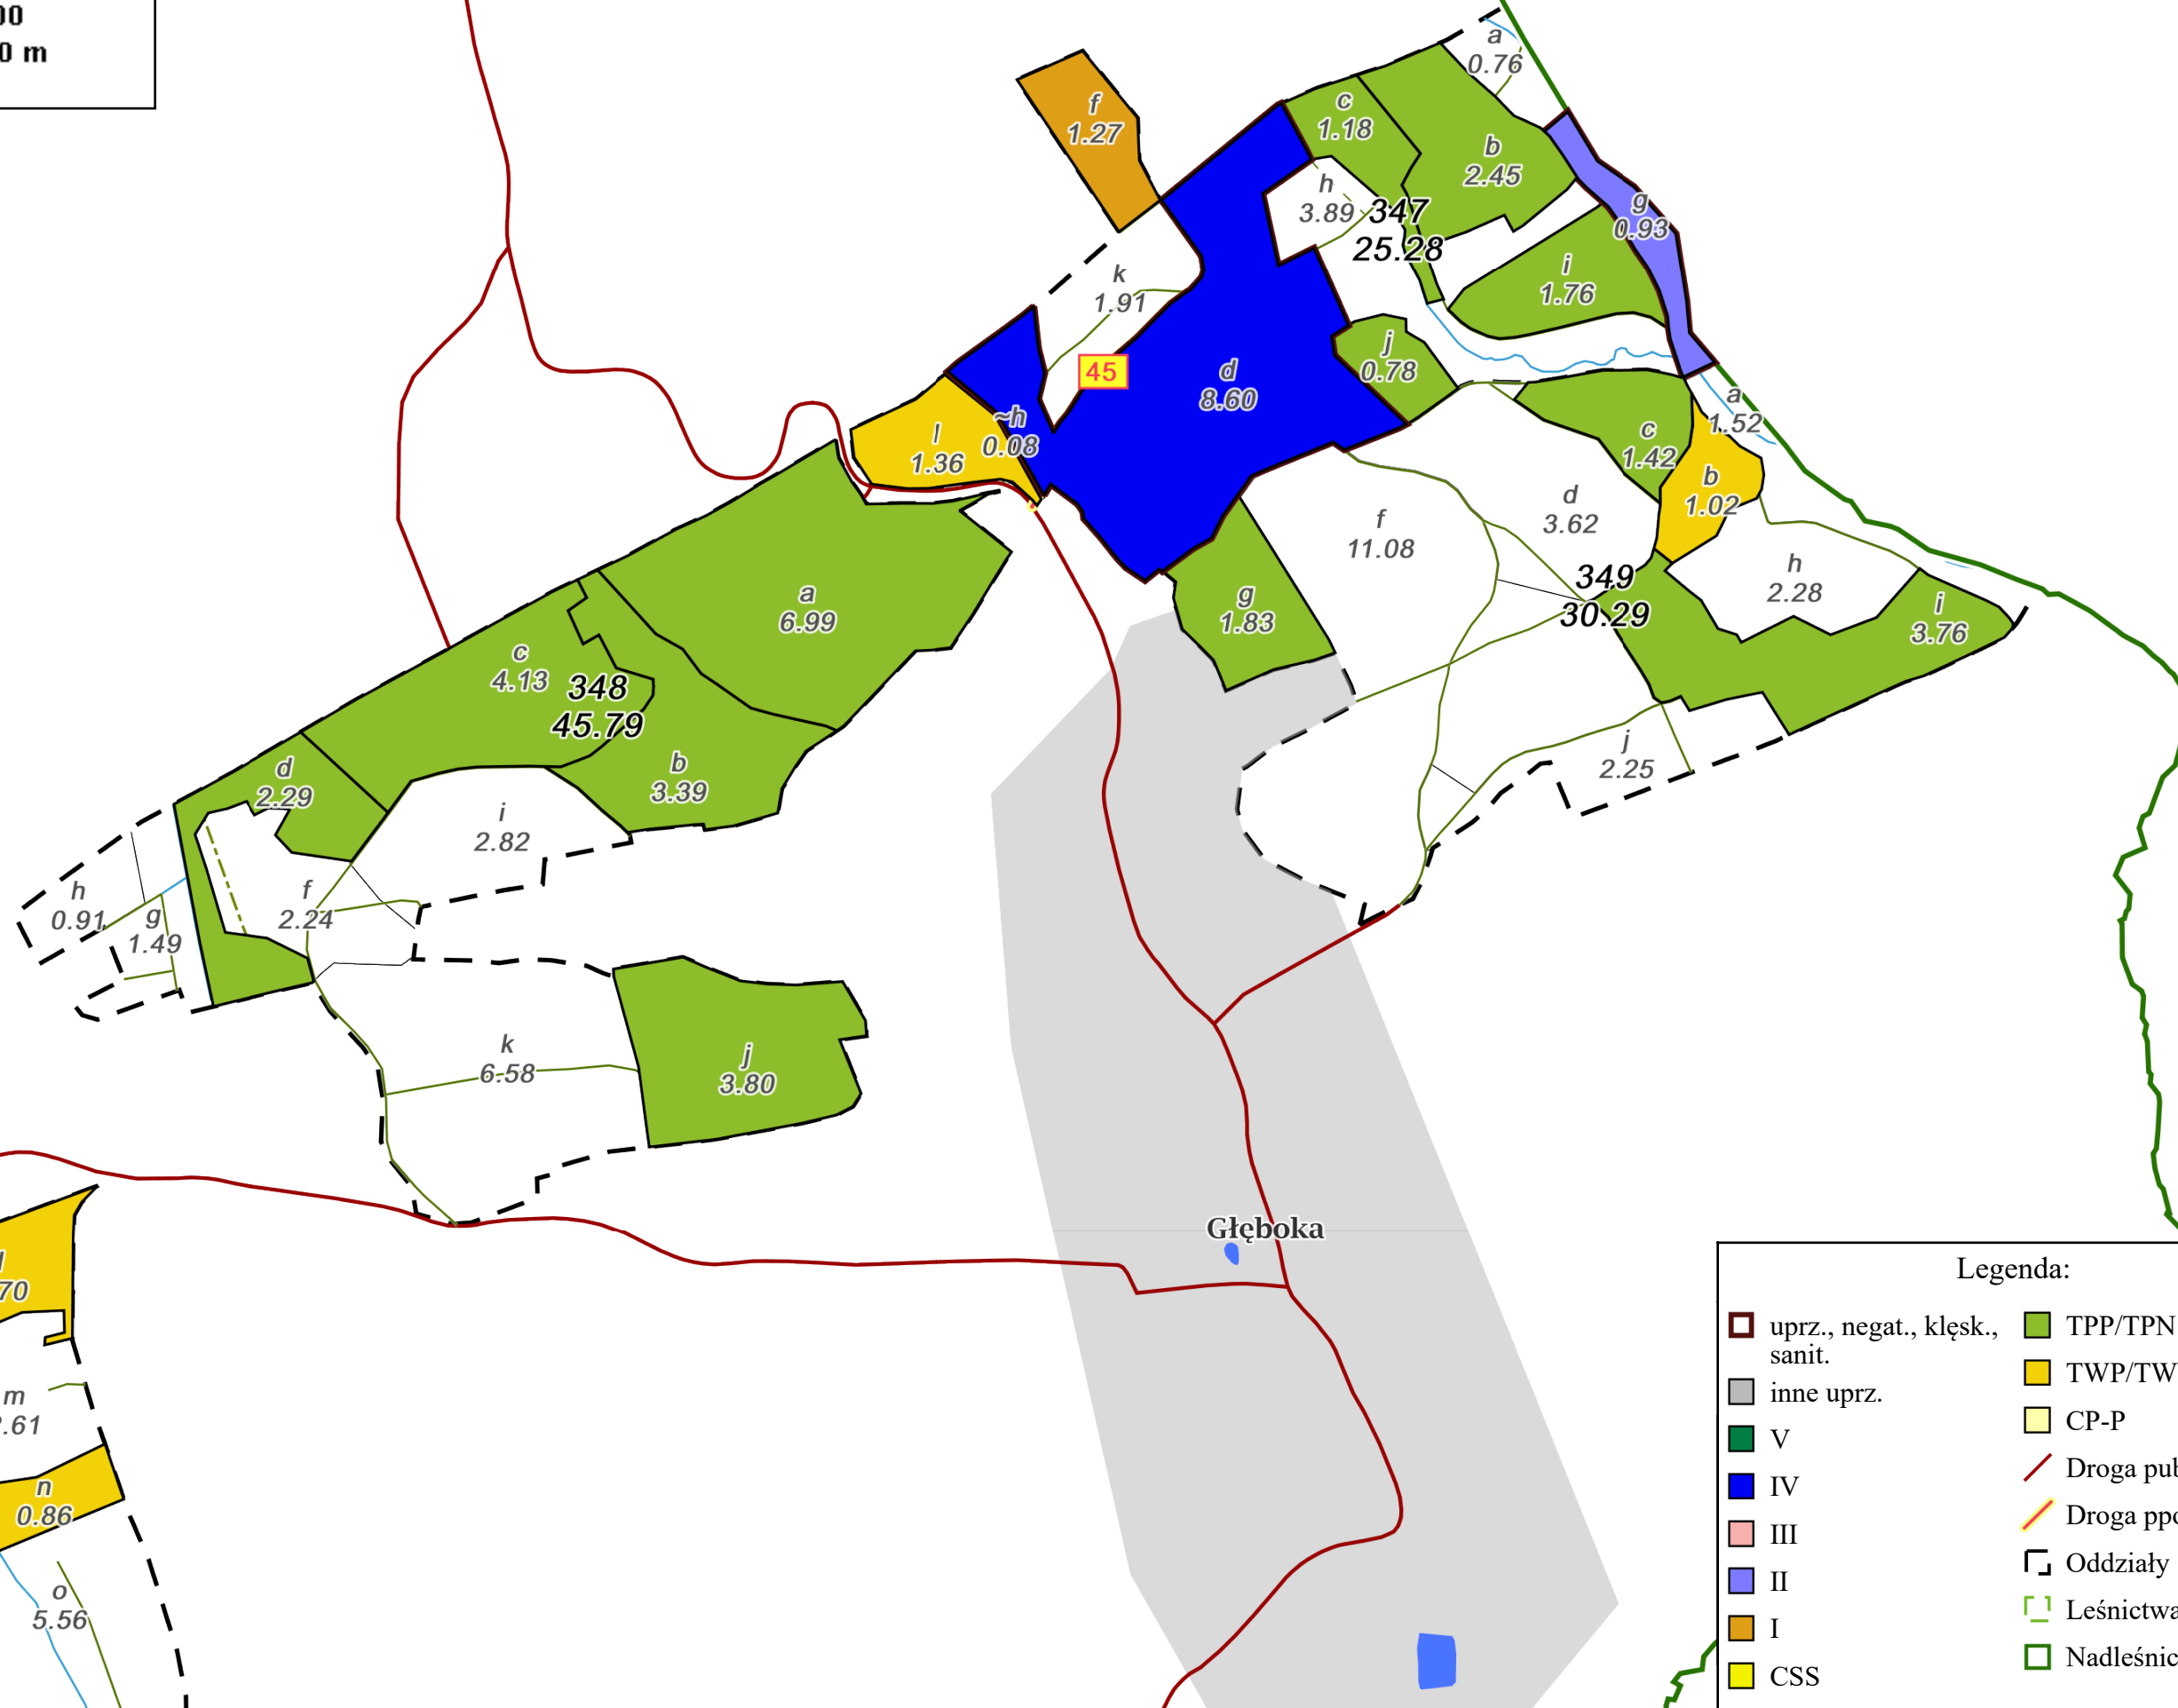 00
0 m
a
0.76
f
1.27
c
1.18
b
2.45
h
3.89
347
25.28
g
0.93
i
1.76
k
1.91
45
d
8.60
j
0.78
~h
0.08
l
1.36
a
1.52
c
1.42
b
1.02
d
3.62
f
11.08
349
30.29
h
2.28
i
3.76
g
1.83
a
6.99
c
4.13
348
45.79
b
3.39
d
2.29
i
2.82
j
2.25
h
0.91
g
1.49
f
2.24
k
6.58
j
3.80
Głęboka
70
m
.61
n
0.86
o
5.56
Legenda:
uprz., negat., klęsk.,
sanit.
inne uprz.
V
IV
III
II
I
CSS
TPP/TPN
TWP/TW
CP-P
Droga pub
Droga ppo
Oddziały
Leśnictwa
Nadleśnic